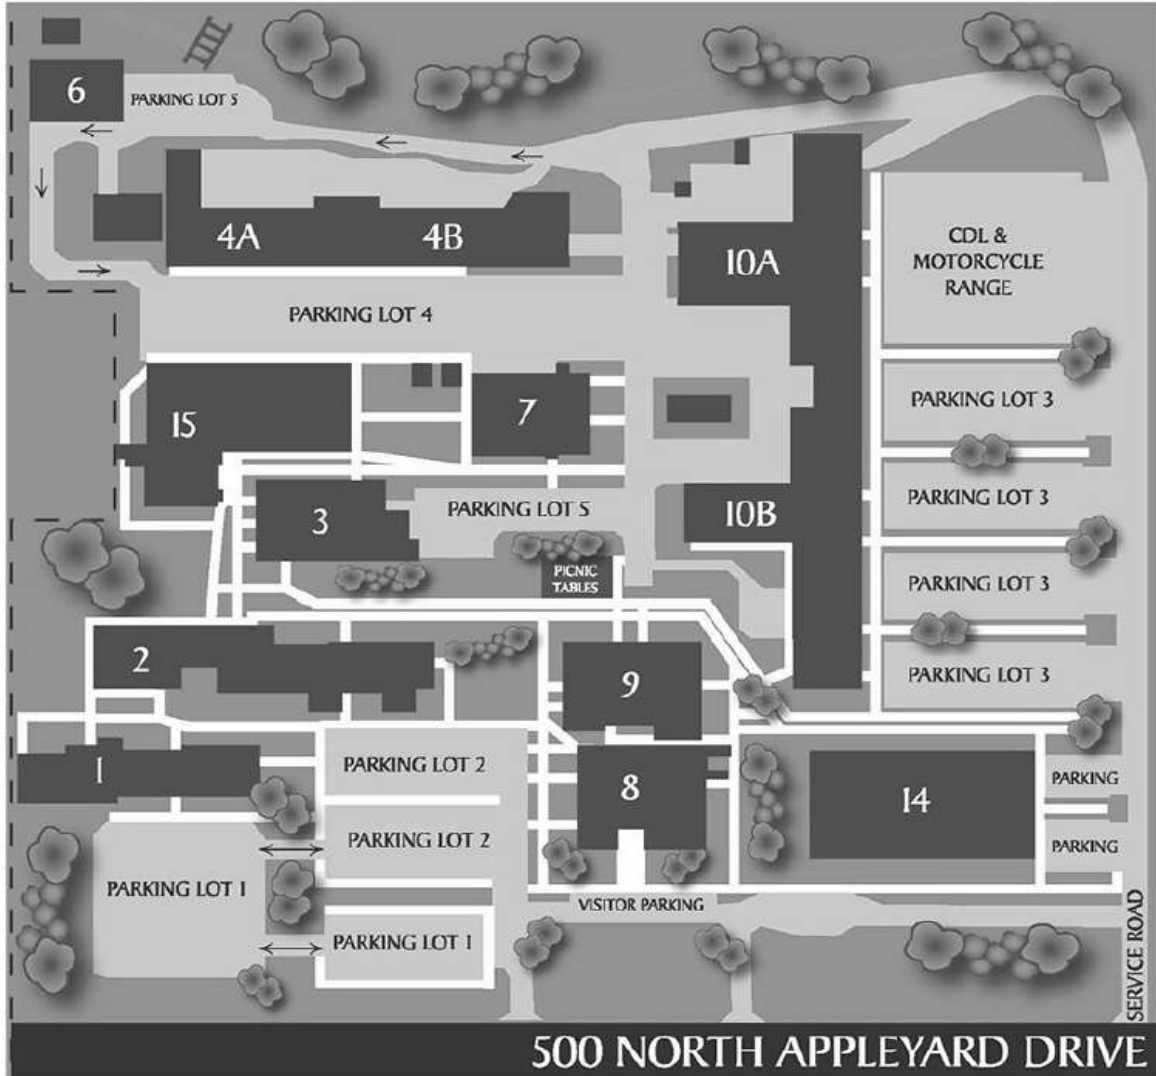 6
PARKING LOT 5
4A
4B
10A
CDL &
MOTORCYCLE
RANGE
PARKING LOT 4
15
7
PARKING LOT 3
3
PARKING LOT 5
10B
PARKING LOT 3
PICNIC
TABLES
PARKING LOT 3
2
9
PARKING LOT 3
1
PARKING LOT 2
8
14
PARKING
PARKING LOT 2
PARKING
PARKING LOT 1
VISITOR PARKING
PARKING LOT 1
SERVICE ROAD
500 NORTH APPLEYARD DRIVE